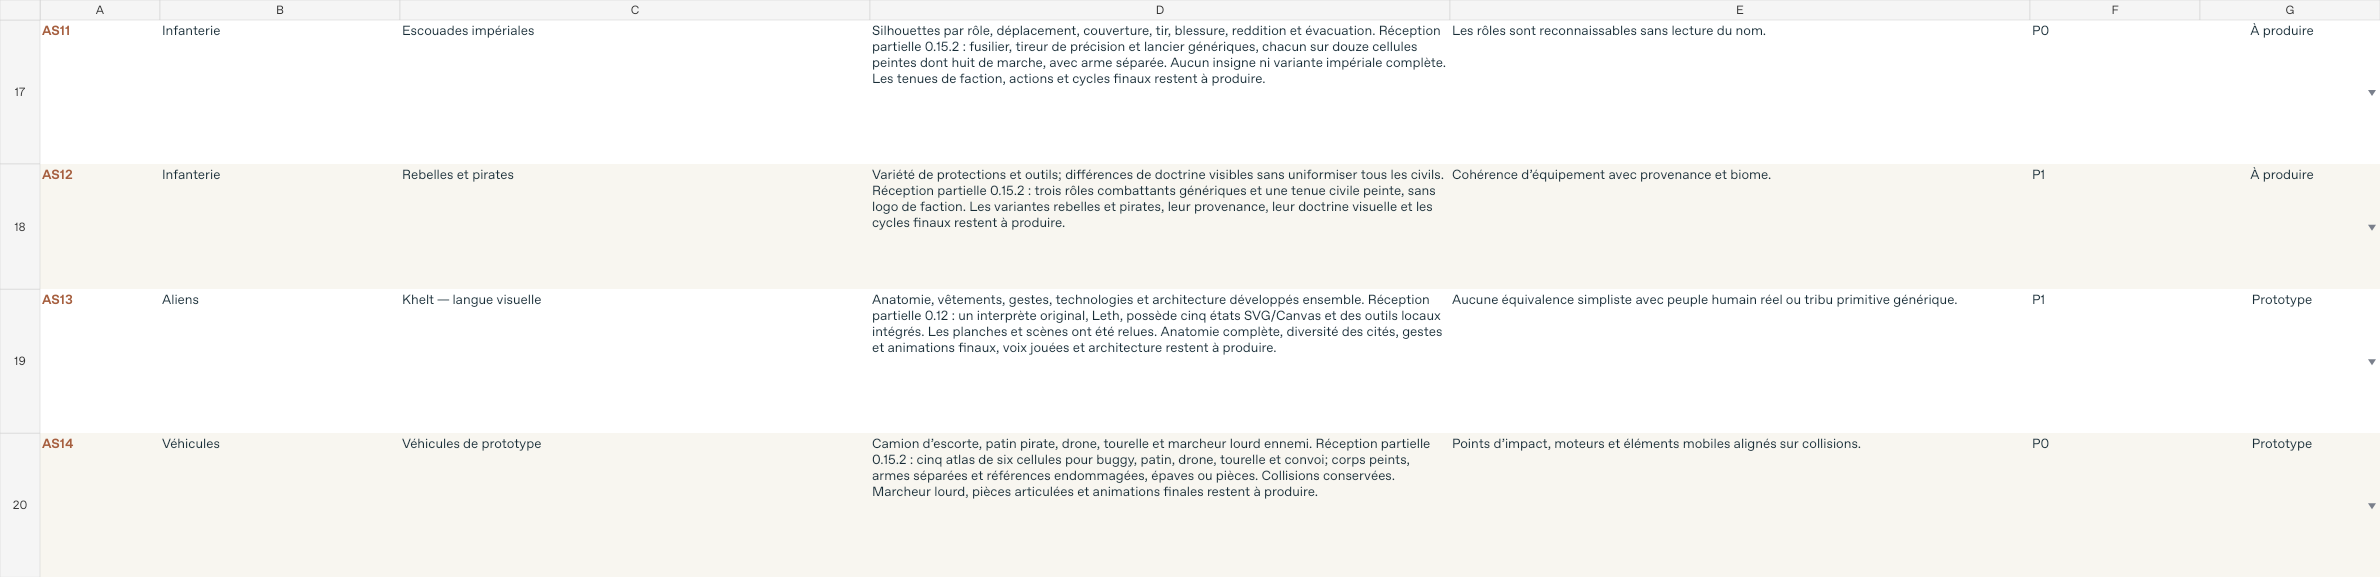 A B C D E F G
17
AS11 Infanterie Escouades impériales
Silhouettes par rôle, déplacement, couverture, tir, blessure, reddition et évacuation. Réception
partielle 0.15.2 : fusilier, tireur de précision et lancier génériques, chacun sur douze cellules
peintes dont huit de marche, avec arme séparée. Aucun insigne ni variante impériale complète.
Les tenues de faction, actions et cycles finaux restent à produire.
Les rôles sont reconnaissables sans lecture du nom.
P0
À produire
18
AS12 Infanterie Rebelles et pirates
Variété de protections et outils; différences de doctrine visibles sans uniformiser tous les civils.
Réception partielle 0.15.2 : trois rôles combattants génériques et une tenue civile peinte, sans
logo de faction. Les variantes rebelles et pirates, leur provenance, leur doctrine visuelle et les
cycles finaux restent à produire.
Cohérence d’équipement avec provenance et biome.
P1
À produire
19
AS13 Aliens Khelt — langue visuelle
Anatomie, vêtements, gestes, technologies et architecture développés ensemble. Réception
partielle 0.12 : un interprète original, Leth, possède cinq états SVG/Canvas et des outils locaux
intégrés. Les planches et scènes ont été relues. Anatomie complète, diversité des cités, gestes
et animations finaux, voix jouées et architecture restent à produire.
Aucune équivalence simpliste avec peuple humain réel ou tribu primitive générique.
P1
Prototype
20
AS14 Véhicules Véhicules de prototype
Camion d’escorte, patin pirate, drone, tourelle et marcheur lourd ennemi. Réception partielle
0.15.2 : cinq atlas de six cellules pour buggy, patin, drone, tourelle et convoi; corps peints,
armes séparées et références endommagées, épaves ou pièces. Collisions conservées.
Marcheur lourd, pièces articulées et animations finales restent à produire.
Points d’impact, moteurs et éléments mobiles alignés sur collisions.
P0
Prototype